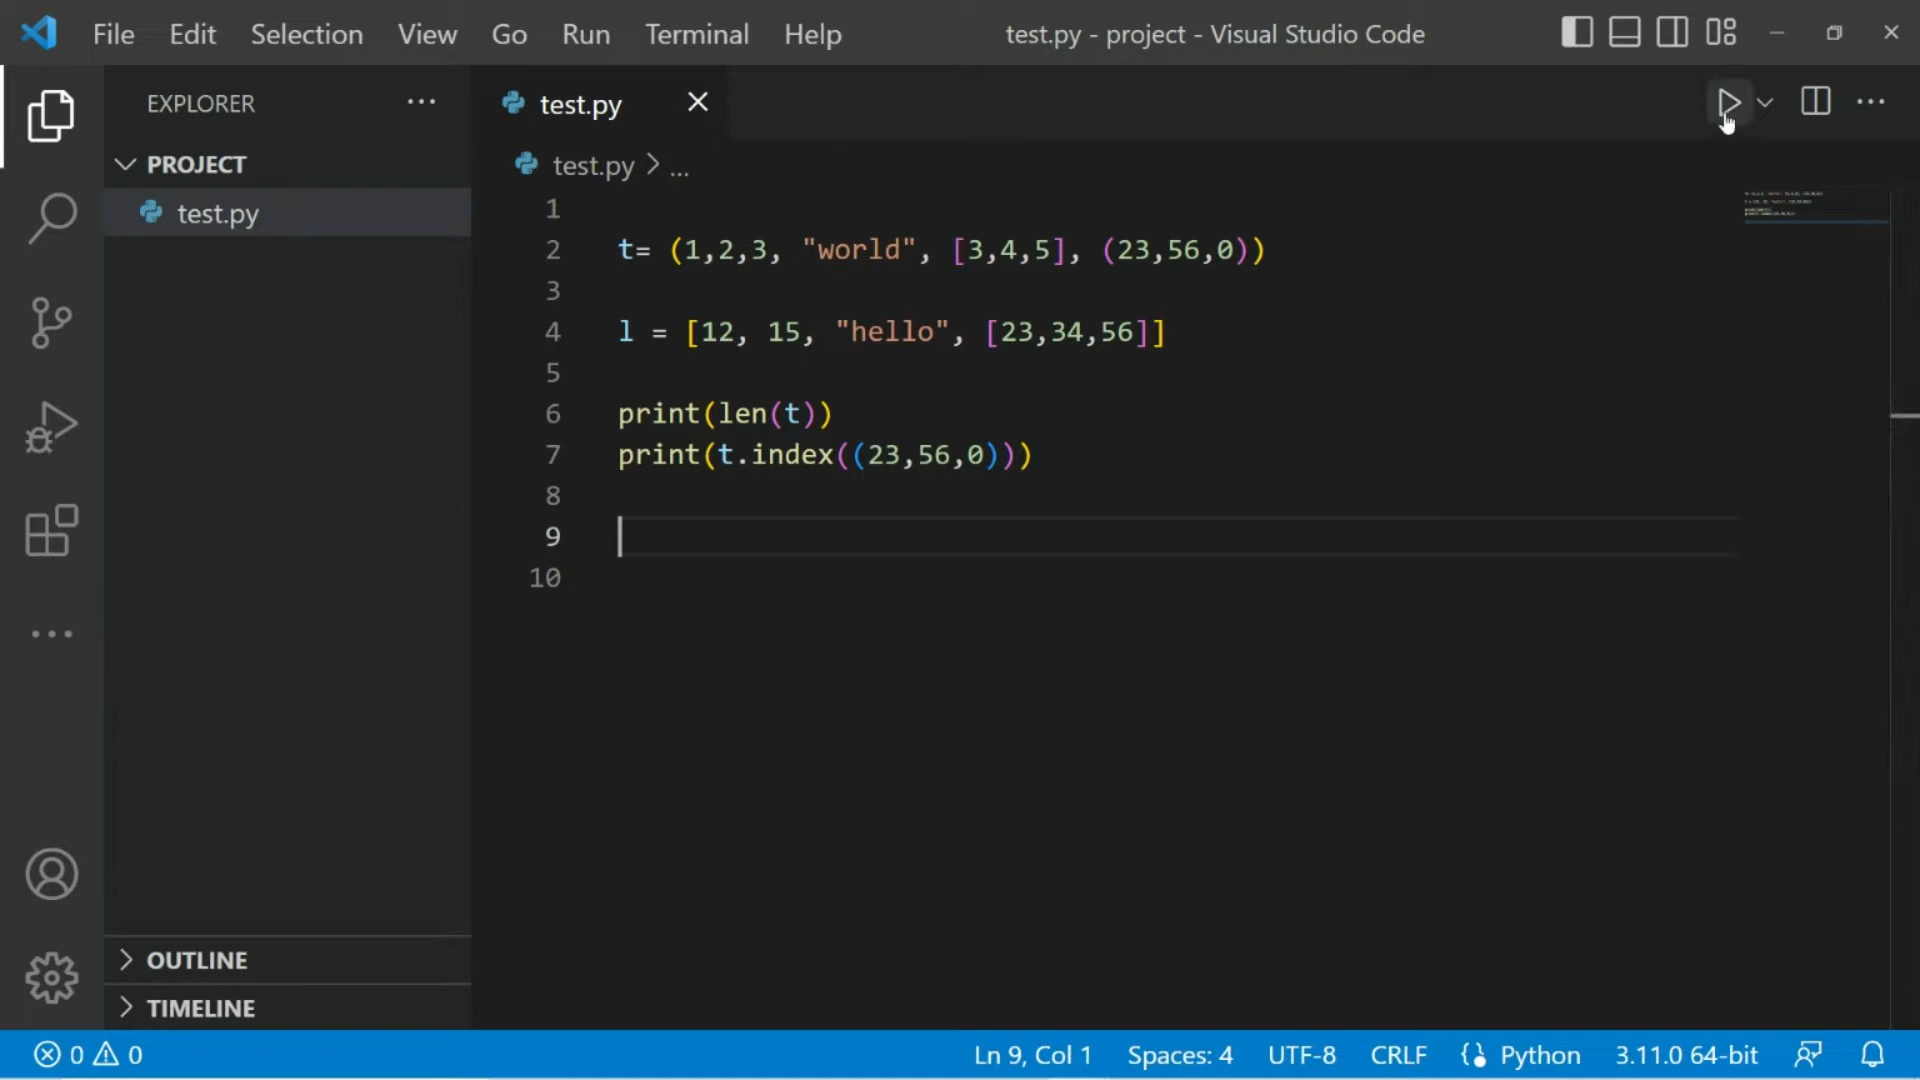 File Edit Selection View Go Run Terminal Help test.py - project - Visual Studio Code
EXPLORER ...
test.py
PROJECT
test.py > ...
test.py
1
2 t= (1,2,3, "world", [3,4,5], (23,56,0))
3
4 l = [12, 15, "hello", [23,34,56]]
5
6 print(len(t))
7 print(t.index((23,56,0)))
8
9
10
OUTLINE
TIMELINE
0 0 Ln 9, Col 1 Spaces: 4 UTF-8 CRLF Python 3.11.0 64-bit